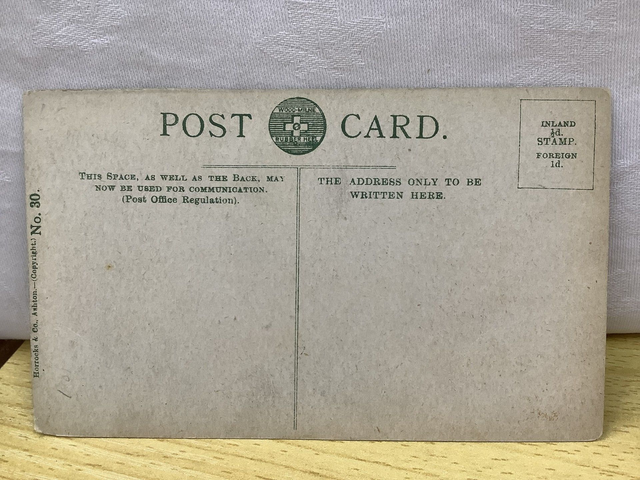 POST CARD.
WOOD-MILNE
RUBBER HEEL
INLAND
½d.
STAMP.
FOREIGN
1d.
THIS SPACE, AS WELL AS THE BACK, MAY
NOW BE USED FOR COMMUNICATION.
(Post Office Regulation).
THE ADDRESS ONLY TO BE
WRITTEN HERE.
Horrocks & Co., Ashton.—(Copyright.) No. 30.